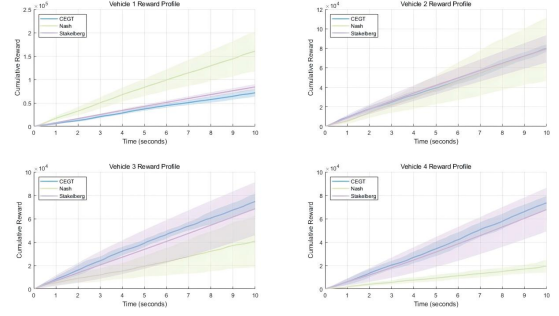 Vehicle 1 Reward Profile
× 10⁵
2.5
2
1.5
1
0.5
0
Cumulative Reward
CEGT
Nash
Stakelberg
0 1 2 3 4 5 6 7 8 9 10
Time (seconds)
Vehicle 2 Reward Profile
× 10⁴
12
10
8
6
4
2
0
Cumulative Reward
CEGT
Nash
Stakelberg
0 1 2 3 4 5 6 7 8 9 10
Time (seconds)
Vehicle 3 Reward Profile
× 10⁴
10
8
6
4
2
0
Cumulative Reward
CEGT
Nash
Stakelberg
0 1 2 3 4 5 6 7 8 9 10
Time (seconds)
Vehicle 4 Reward Profile
× 10⁴
10
8
6
4
2
0
Cumulative Reward
CEGT
Nash
Stakelberg
0 1 2 3 4 5 6 7 8 9 10
Time (seconds)